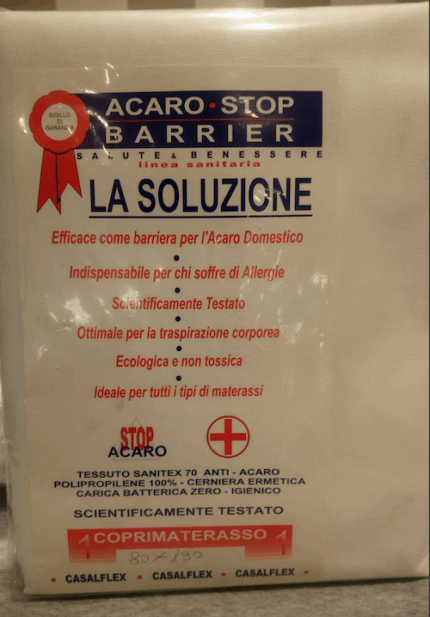 SIGILLO
DI
GARANZIA
ACARO • STOP
BARRIER
SALUTE & BENESSERE
linea sanitaria
LA SOLUZIONE
Efficace come barriera per l'Acaro Domestico
•
Indispensabile per chi soffre di Allergie
•
Scientificamente Testato
•
Ottimale per la traspirazione corporea
•
Ecologica e non tossica
•
Ideale per tutti i tipi di materassi
STOP
ACARO
TESSUTO SANITEX 70 ANTI - ACARO
POLIPROPILENE 100% - CERNIERA ERMETICA
CARICA BATTERICA ZERO - IGIENICO
SCIENTIFICAMENTE TESTATO
1 COPRIMATERASSO 1
80 x 190
• CASALFLEX • CASALFLEX • CASALFLEX •